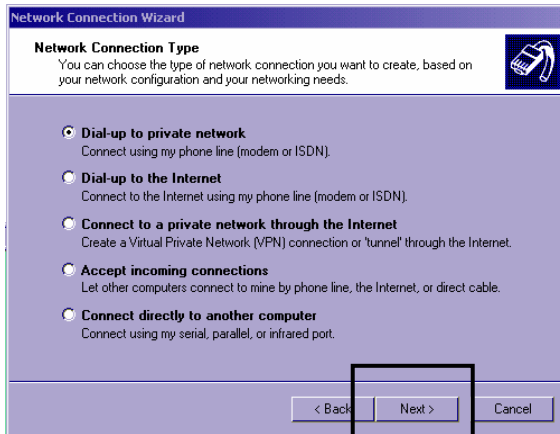 Network Connection Wizard
Network Connection Type
You can choose the type of network connection you want to create, based on
your network configuration and your networking needs.
Dial-up to private network
Connect using my phone line (modem or ISDN).
Dial-up to the Internet
Connect to the Internet using my phone line (modem or ISDN).
Connect to a private network through the Internet
Create a Virtual Private Network (VPN) connection or 'tunnel' through the Internet.
Accept incoming connections
Let other computers connect to mine by phone line, the Internet, or direct cable.
Connect directly to another computer
Connect using my serial, parallel, or infrared port.
< Back Next > Cancel